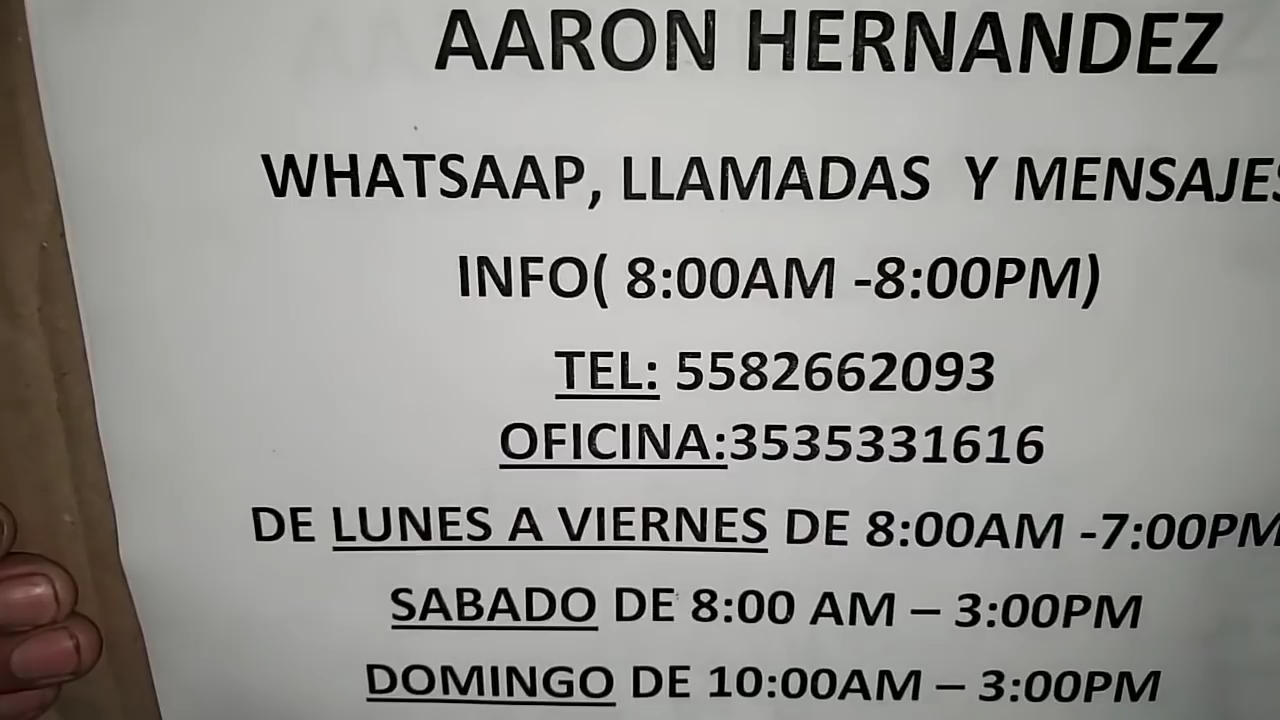 AARON HERNANDEZ
WHATSAAP, LLAMADAS Y MENSAJES
INFO( 8:00AM -8:00PM)
TEL: 5582662093
OFICINA:3535331616
DE LUNES A VIERNES DE 8:00AM -7:00PM
SABADO DE 8:00 AM – 3:00PM
DOMINGO DE 10:00AM – 3:00PM